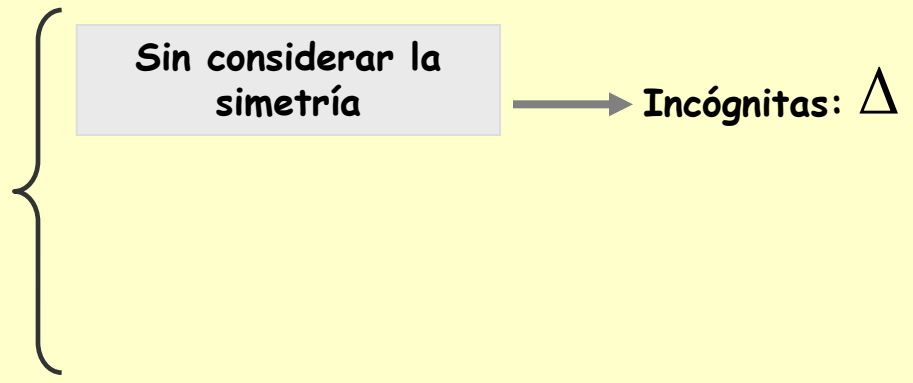 Sin considerar la
simetría
Incógnitas: Δ